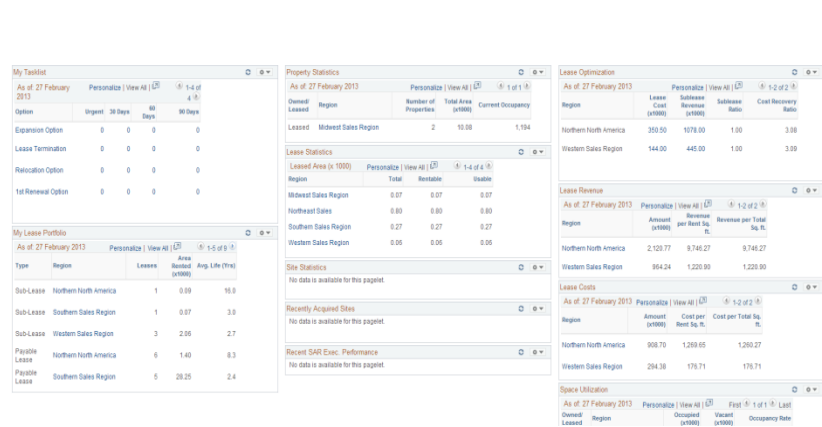 My Tasklist
As of: 27 February 2013 Personalize | View All | 1-4 of 4
Option Urgent 30 Days 60 Days 90 Days
Expansion Option 0 0 0 0
Lease Termination 0 0 0 0
Relocation Option 0 0 0 0
1st Renewal Option 0 0 0 0
My Lease Portfolio
As of: 27 February 2013 Personalize | View All | 1-5 of 9
Type Region Leases Area Rented (x1000) Avg. Life (Yrs)
Sub-Lease Northern North America 1 0.09 16.0
Sub-Lease Southern Sales Region 1 0.07 3.0
Sub-Lease Western Sales Region 3 2.06 2.7
Payable Lease Northern North America 6 1.40 8.3
Payable Lease Southern Sales Region 5 28.25 2.4
Property Statistics
As of: 27 February 2013 Personalize | View All | 1 of 1
Owned/ Leased Region Number of Properties Total Area (x1000) Current Occupancy
Leased Midwest Sales Region 2 10.08 1,194
Lease Statistics
Leased Area (x 1000) Personalize | View All | 1-4 of 4
Region Total Rentable Usable
Midwest Sales Region 0.07 0.07 0.07
Northeast Sales 0.80 0.80 0.80
Southern Sales Region 0.27 0.27 0.27
Western Sales Region 0.06 0.06 0.06
Site Statistics
No data is available for this pagelet.
Recently Acquired Sites
No data is available for this pagelet.
Recent SAR Exec. Performance
No data is available for this pagelet.
Lease Optimization
As of: 27 February 2013 Personalize | View All | 1-2 of 2
Region Lease Cost (x1000) Sublease Revenue (x1000) Sublease Ratio Cost Recovery Ratio
Northern North America 350.50 1078.00 1.00 3.08
Western Sales Region 144.00 445.00 1.00 3.09
Lease Revenue
As of: 27 February 2013 Personalize | View All | 1-2 of 2
Region Amount (x1000) Revenue per Rent Sq. ft. Revenue per Total Sq. ft.
Northern North America 2,120.77 9,746.27 9,746.27
Western Sales Region 864.24 1,220.90 1,220.90
Lease Costs
As of: 27 February 2013 Personalize | View All | 1-2 of 2
Region Amount (x1000) Cost per Rent Sq. ft. Cost per Total Sq. ft.
Northern North America 908.70 1,269.65 1,260.27
Western Sales Region 294.38 176.71 176.71
Space Utilization
As of: 27 February 2013 Personalize | View All | First 1 of 1 Last
Owned/ Leased Region Occupied (x1000) Vacant (x1000) Occupancy Rate